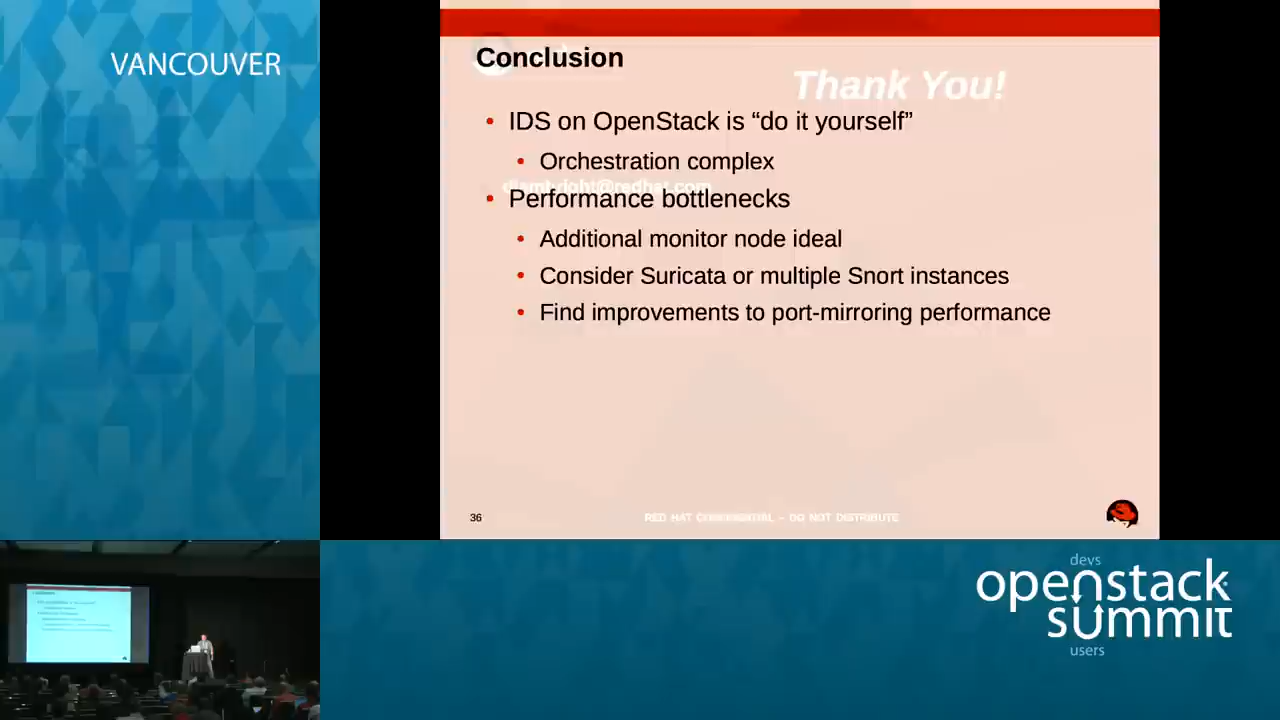 VANCOUVER
Conclusion
Thank You!
• IDS on OpenStack is “do it yourself”
• Orchestration complex
• Performance bottlenecks
• Additional monitor node ideal
• Consider Suricata or multiple Snort instances
• Find improvements to port-mirroring performance
36
RED HAT CONFIDENTIAL – DO NOT DISTRIBUTE
devs
openstack
summit
users